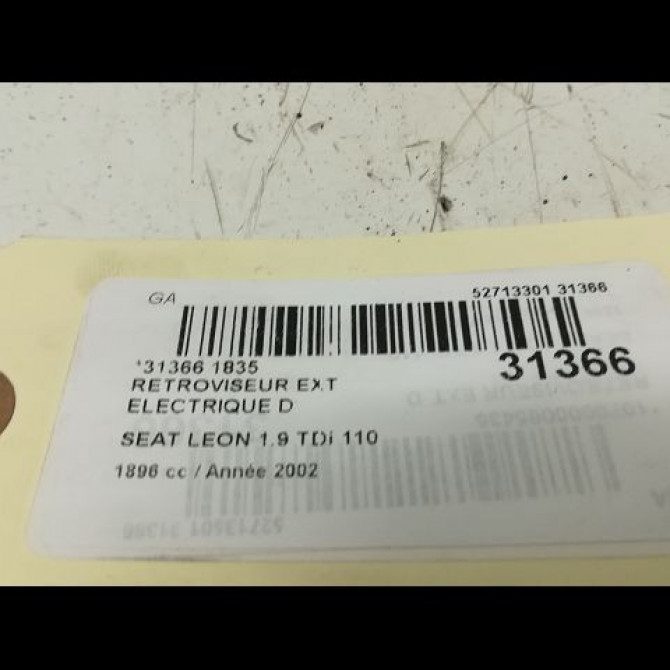 GA
52713301 31366
*31366 1835
31366
RETROVISEUR EXT
ELECTRIQUE D
SEAT LEON 1.9 TDi 110
1896 cc / Année 2002